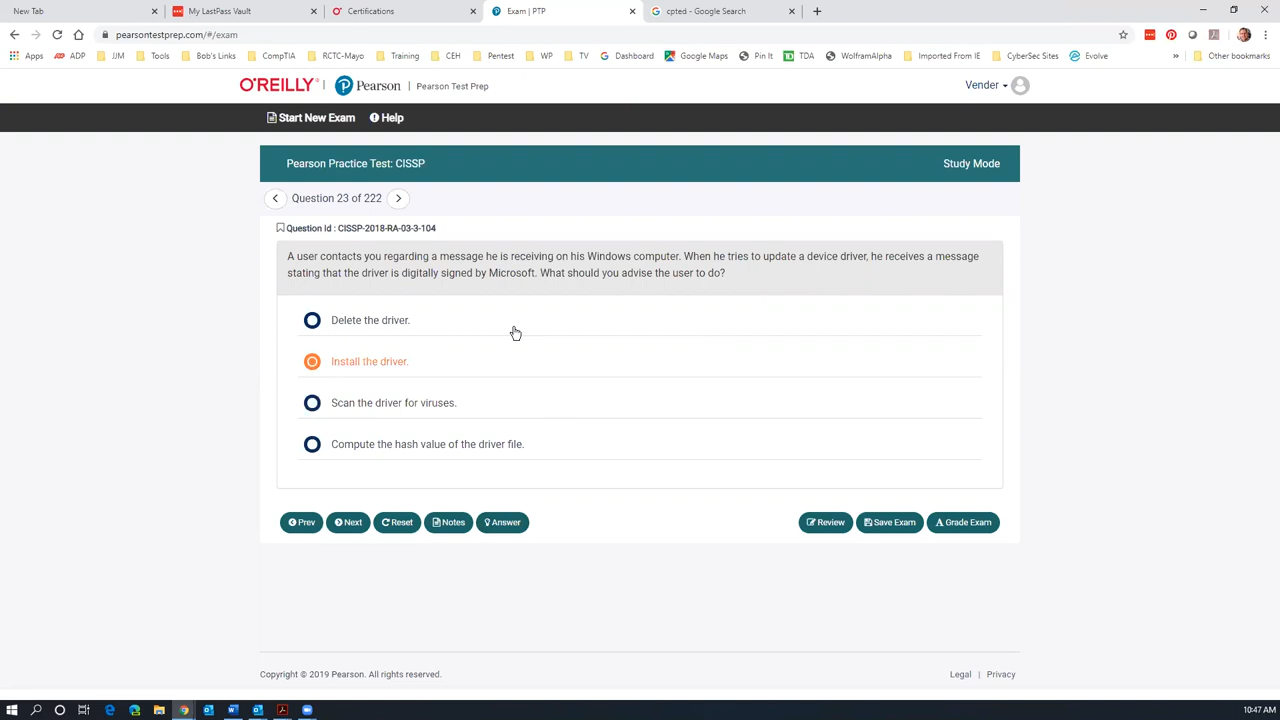 New Tab
My LastPass Vault
Certifications
Exam | PTP
cpted - Google Search
pearsontestprep.com/#/exam
Apps
ADP
JJM
Tools
Bob's Links
CompTIA
RCTC-Mayo
Training
CEH
Pentest
WP
TV
Dashboard
Google Maps
Pin It
TDA
WolframAlpha
Imported From IE
CyberSec Sites
Evolve
»
Other bookmarks
O'REILLY
Pearson
Pearson Test Prep
Vender
Start New Exam
Help
Pearson Practice Test: CISSP
Study Mode
Question 23 of 222
Question Id : CISSP-2018-RA-03-3-104
A user contacts you regarding a message he is receiving on his Windows computer. When he tries to update a device driver, he receives a message
stating that the driver is digitally signed by Microsoft. What should you advise the user to do?
Delete the driver.
Install the driver.
Scan the driver for viruses.
Compute the hash value of the driver file.
Prev
Next
Reset
Notes
Answer
Review
Save Exam
Grade Exam
Copyright © 2019 Pearson. All rights reserved.
Legal | Privacy
10:47 AM